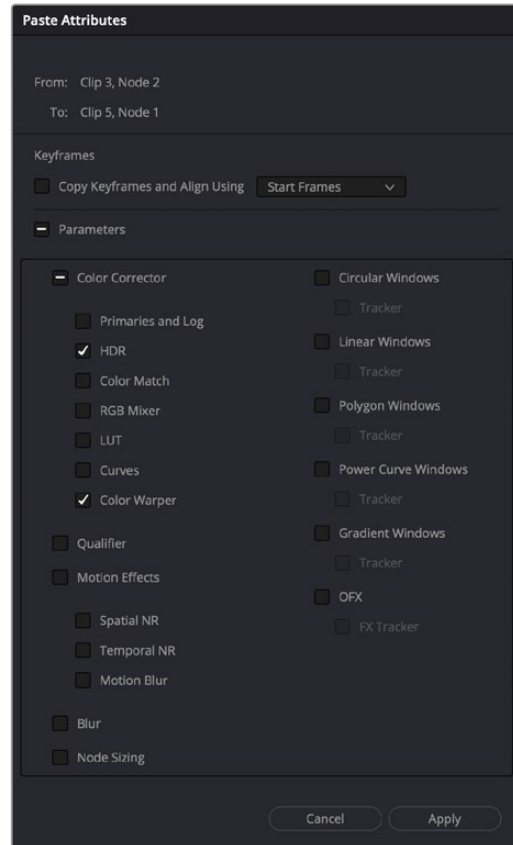 Paste Attributes
From: Clip 3, Node 2
To: Clip 5, Node 1
Keyframes
Copy Keyframes and Align Using Start Frames
Parameters
Color Corrector
Primaries and Log
HDR
Color Match
RGB Mixer
LUT
Curves
Color Warper
Qualifier
Motion Effects
Spatial NR
Temporal NR
Motion Blur
Blur
Node Sizing
Circular Windows
Tracker
Linear Windows
Tracker
Polygon Windows
Tracker
Power Curve Windows
Tracker
Gradient Windows
Tracker
OFX
FX Tracker
Cancel Apply